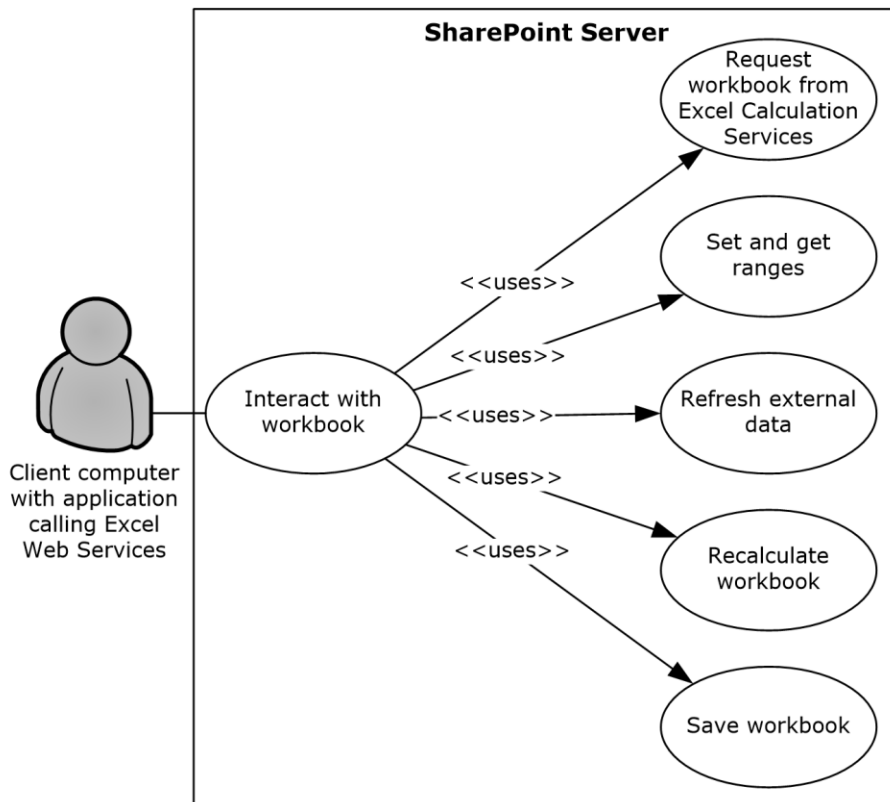 SharePoint Server
Request
workbook from
Excel Calculation
Services
<<uses>>
Set and get
ranges
<<uses>>
Interact with
workbook
<<uses>>
Refresh external
data
Client computer
with application
calling Excel
Web Services
<<uses>>
Recalculate
workbook
<<uses>>
Save workbook